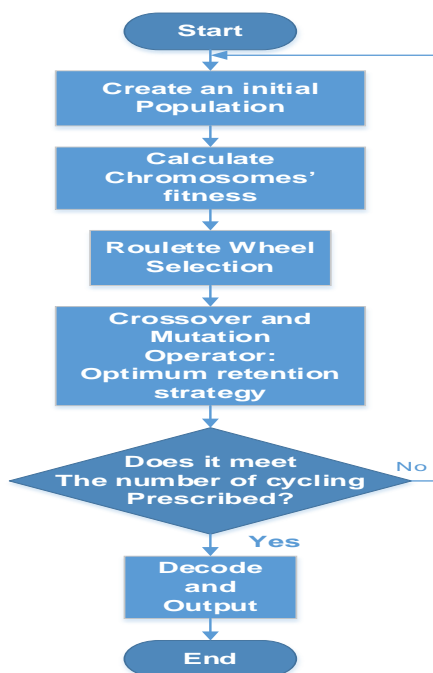 Start
Create an initial
Population
Calculate
Chromosomes’
fitness
Roulette Wheel
Selection
Crossover and
Mutation
Operator:
Optimum retention
strategy
Does it meet
The number of cycling
Prescribed?
No
Yes
Decode
and
Output
End